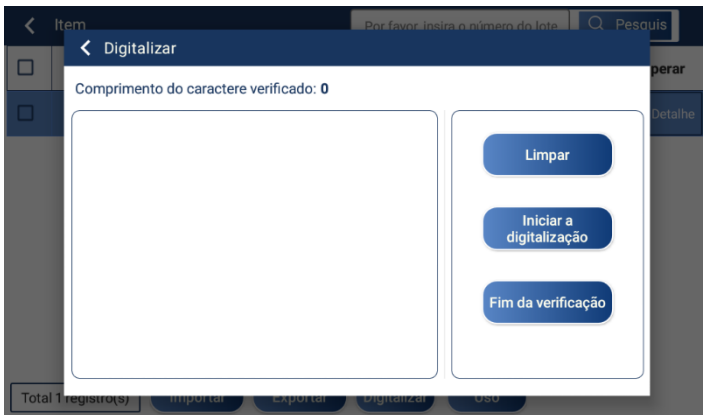 Item
Por favor, insira o número do lote
Pesquis
Digitalizar
perar
Comprimento do caractere verificado: 0
Detalhe
Limpar
Iniciar a
digitalização
Fim da verificação
Total 1 registro(s)
Importar
Exportar
Digitalizar
Uso